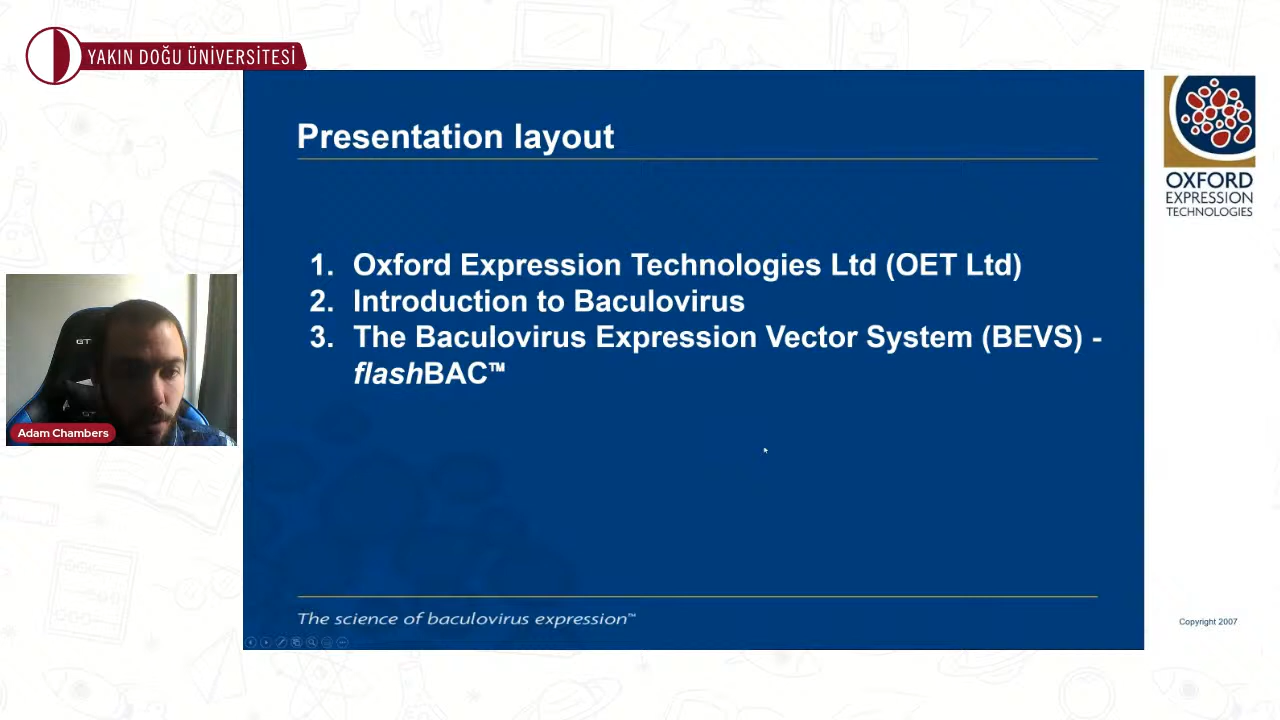 YAKIN DOĞU ÜNİVERSİTESİ
Presentation layout
1. Oxford Expression Technologies Ltd (OET Ltd)
2. Introduction to Baculovirus
3. The Baculovirus Expression Vector System (BEVS) -
flashBAC™
The science of baculovirus expression™
OXFORD
EXPRESSION
TECHNOLOGIES
Copyright 2007
GT
GT
Adam Chambers